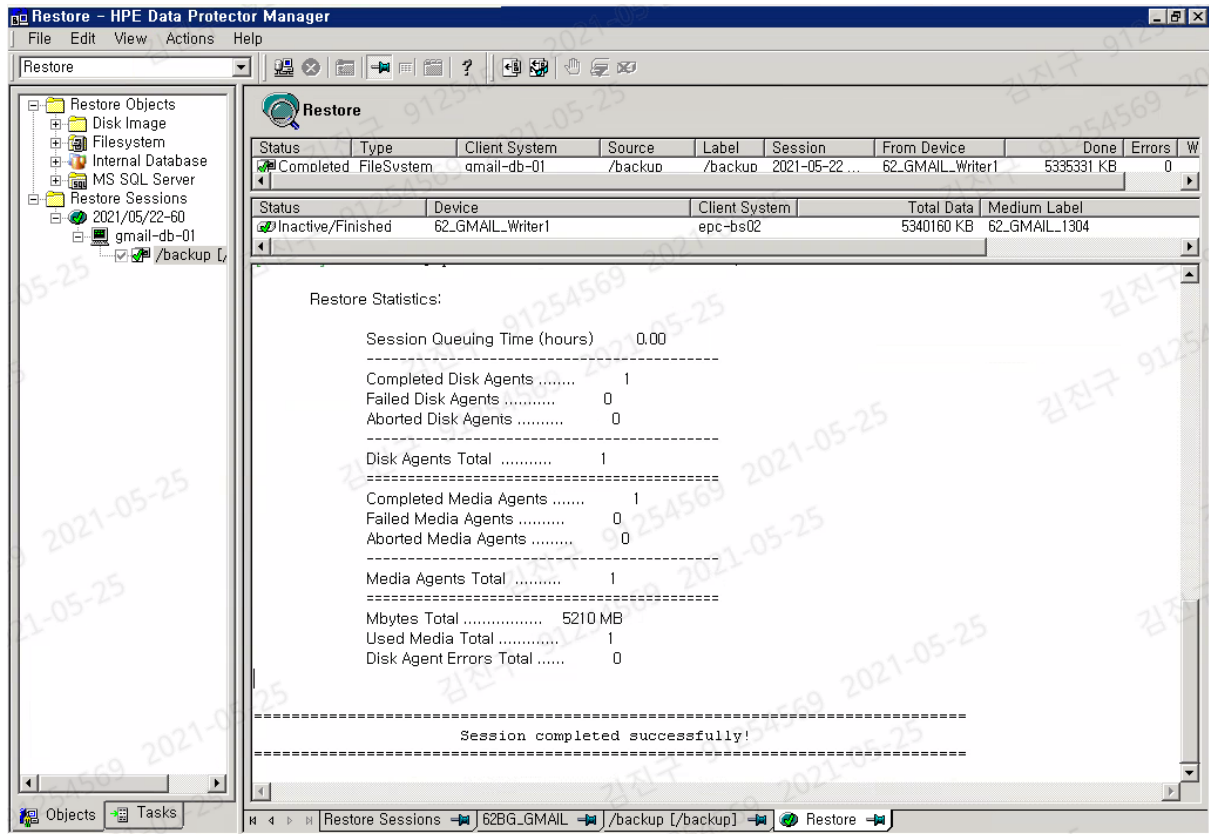 Restore - HPE Data Protector Manager
File Edit View Actions Help
Restore
Restore Objects
Disk Image
Filesystem
Internal Database
MS SQL Server
Restore Sessions
2021/05/22-60
gmail-db-01
/backup [/
Restore
Status Type Client System Source Label Session From Device Done Errors W
Completed FileSystem gmail-db-01 /backup /backup 2021-05-22 ... 62_GMAIL_Writer1 5335331 KB 0
Status Device Client System Total Data Medium Label
Inactive/Finished 62_GMAIL_Writer1 epc-bs02 5340160 KB 62_GMAIL_1304
Restore Statistics:
Session Queuing Time (hours) 0.00
-------------------------------------------
Completed Disk Agents ........ 1
Failed Disk Agents ........... 0
Aborted Disk Agents .......... 0
-------------------------------------------
Disk Agents Total ........... 1
===========================================
Completed Media Agents ....... 1
Failed Media Agents .......... 0
Aborted Media Agents ......... 0
-------------------------------------------
Media Agents Total .......... 1
===========================================
Mbytes Total ................. 5210 MB
Used Media Total ............. 1
Disk Agent Errors Total ...... 0
============================================================================
Session completed successfully!
============================================================================
Objects Tasks
Restore Sessions 62BG_GMAIL /backup [/backup] Restore
김진구 91254569 2021-05-25